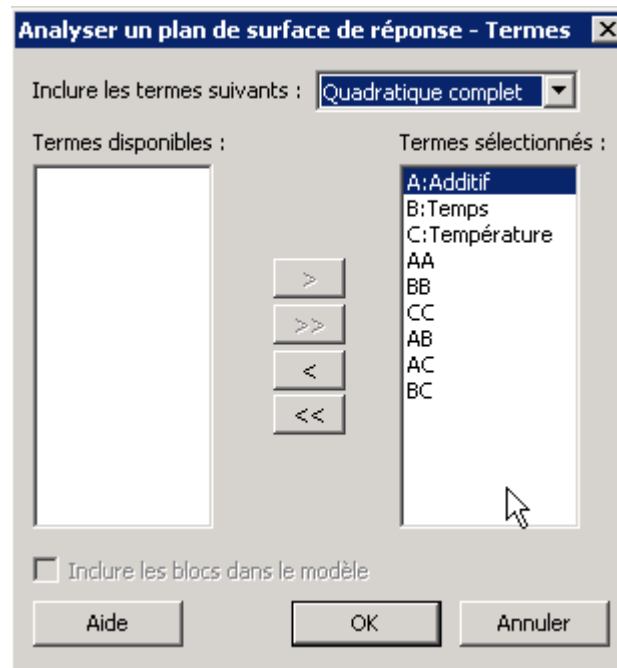 Analyser un plan de surface de réponse - Termes
Inclure les termes suivants : Quadratique complet
Termes disponibles :
Termes sélectionnés :
A:Additif
B:Temps
C:Température
AA
BB
CC
AB
AC
BC
>
>>
<
<<
Inclure les blocs dans le modèle
Aide
OK
Annuler